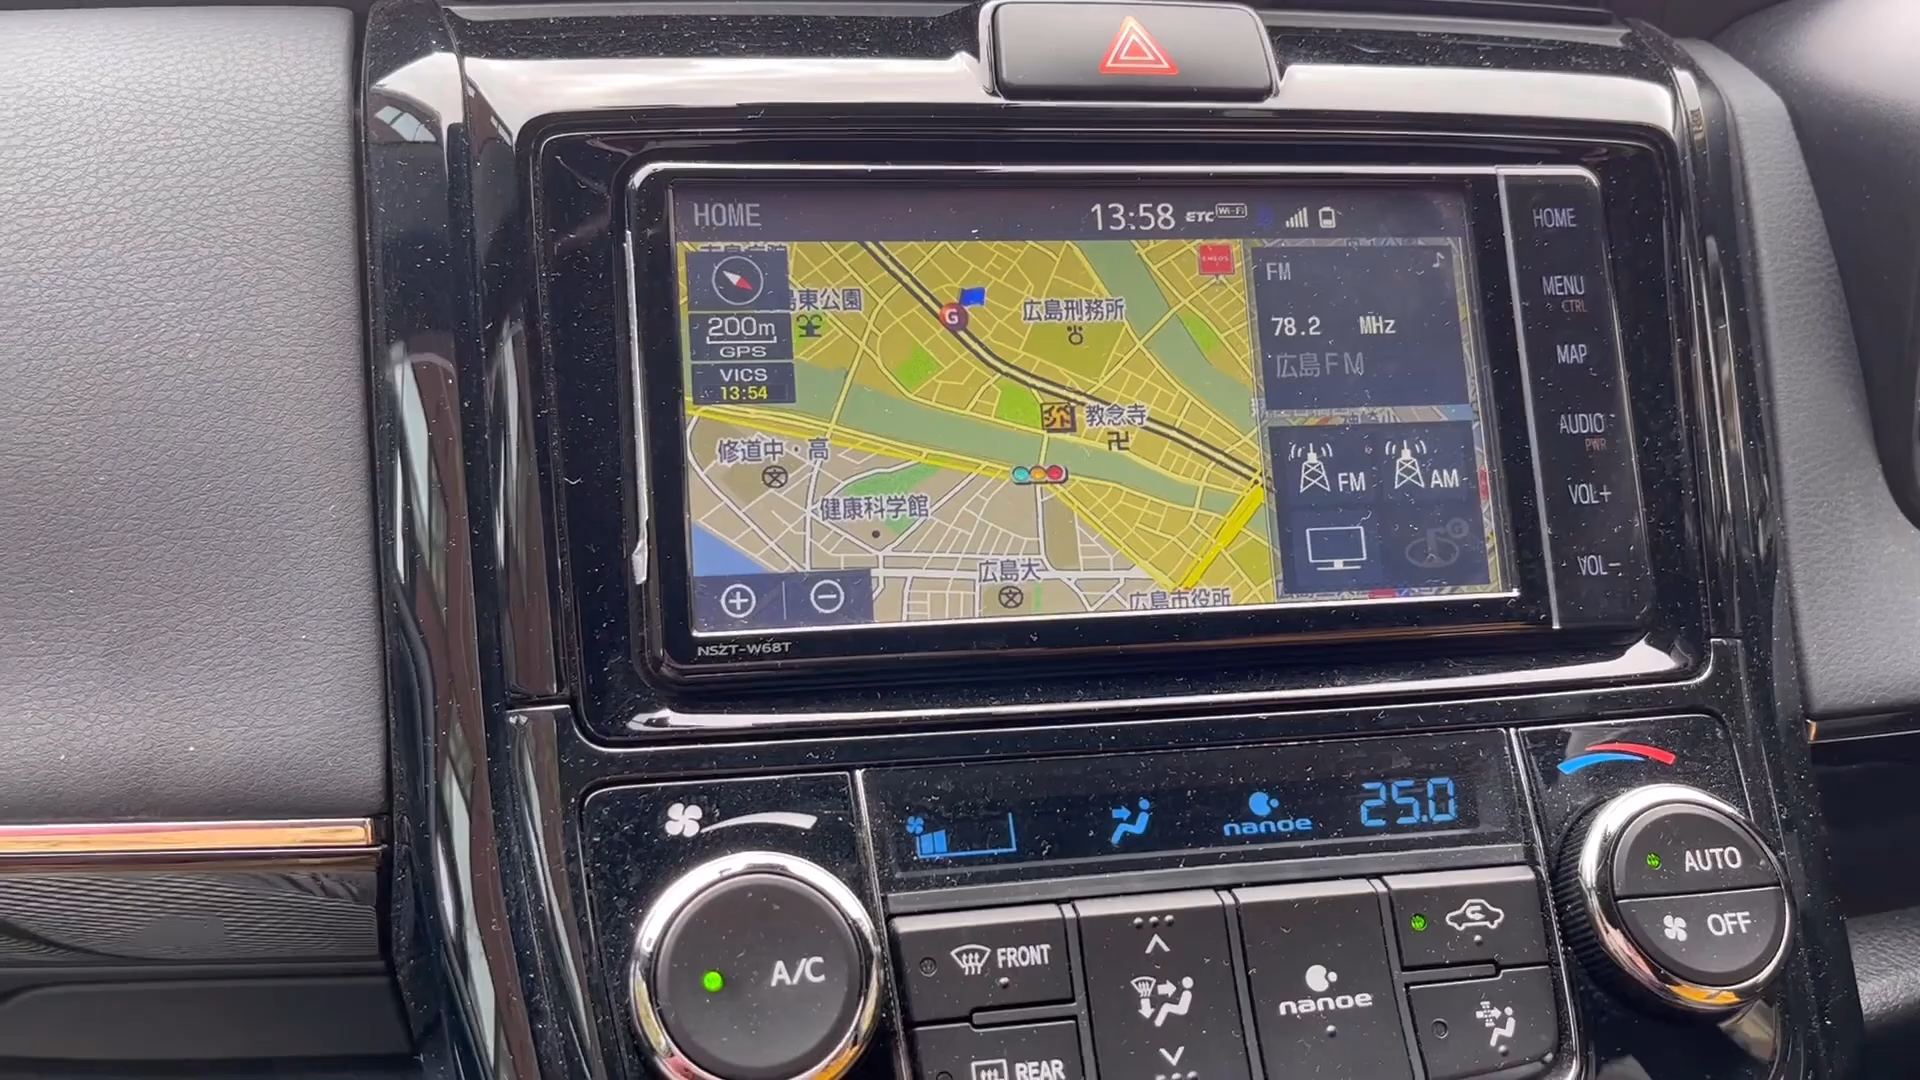 HOME
13:58 ETC Wi-Fi
HOME
島東公園
ENEOS
FM
MENU
CTRL
G
広島刑務所
200m
GPS
78.2 MHz
MAP
VICS
13:54
広島FM
教念寺
AUDIO
PWR
修道中・高
FM
AM
VOL+
健康科学館
広島大
VOL-
広島市役所
NSZT-W68T
nanoe
25.0
AUTO
OFF
A/C
FRONT
nanoe
REAR